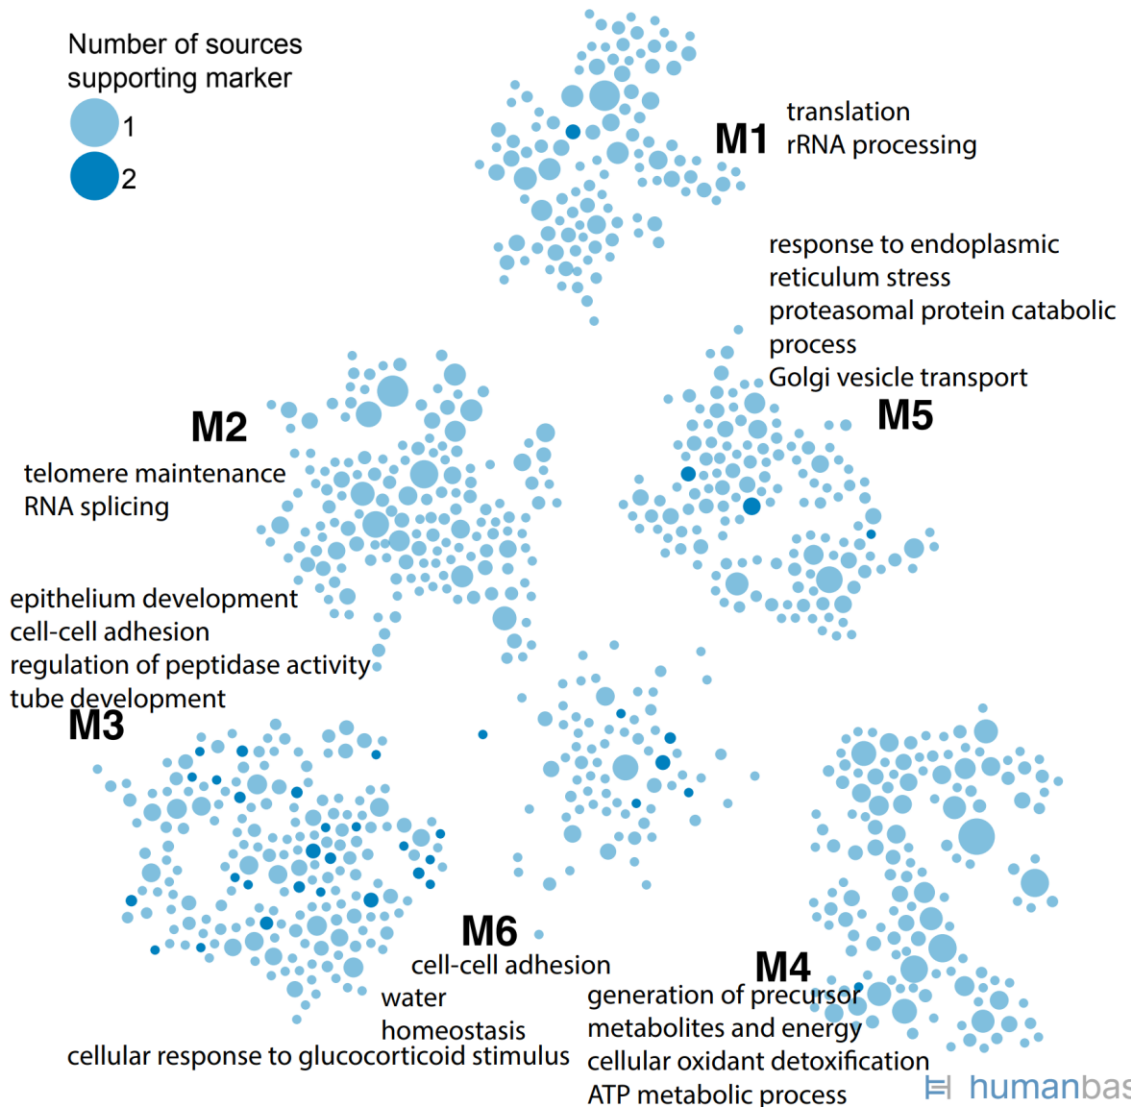 Number of sources
supporting marker
1
2
M1
translation
rRNA processing
response to endoplasmic
reticulum stress
proteasomal protein catabolic
process
Golgi vesicle transport
M5
M2
telomere maintenance
RNA splicing
epithelium development
cell-cell adhesion
regulation of peptidase activity
tube development
M3
M6
cell-cell adhesion
water
homeostasis
cellular response to glucocorticoid stimulus
M4
generation of precursor
metabolites and energy
cellular oxidant detoxification
ATP metabolic process
humanbas